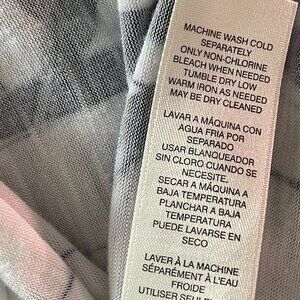 MACHINE WASH COLD
SEPARATELY
ONLY NON-CHLORINE
BLEACH WHEN NEEDED
TUMBLE DRY LOW
WARM IRON AS NEEDED
MAY BE DRY CLEANED
LAVAR A MÁQUINA CON
AGUA FRIA POR
SEPARADO
USAR BLANQUEADOR
SIN CLORO CUANDO SE
NECESITE.
SECAR A MÁQUINA A
BAJA TEMPERATURA
PLANCHAR A BAJA
TEMPERATURA
PUEDE LAVARSE EN
SECO
LAVER À LA MACHINE
SÉPARÉMENT À L'EAU
FROIDE
UTILISER